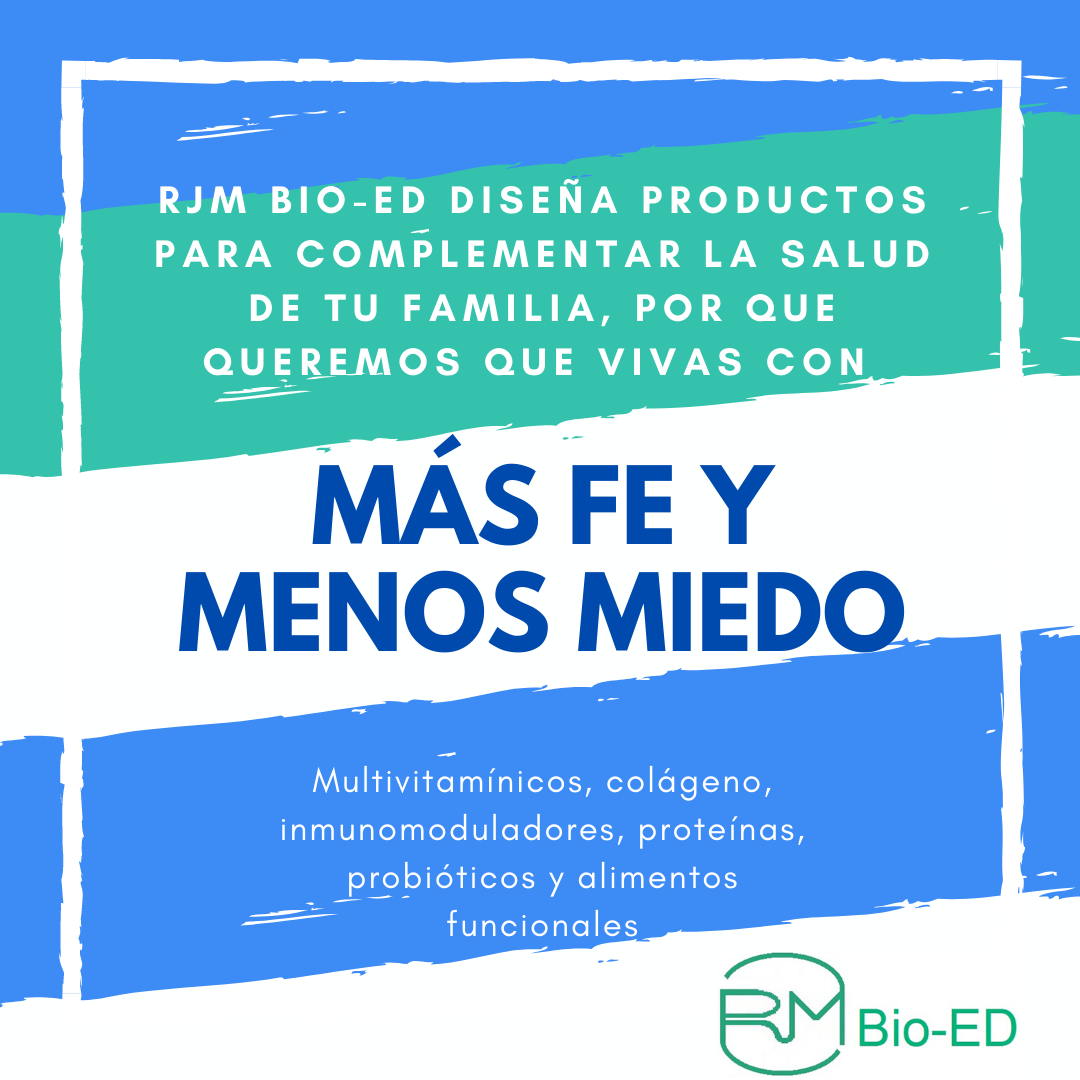 RJM BIO-ED DISEÑA PRODUCTOS
PARA COMPLEMENTAR LA SALUD
DE TU FAMILIA, POR QUE
QUEREMOS QUE VIVAS CON
MÁS FE Y
MENOS MIEDO
Multivitamínicos, colágeno,
inmunomoduladores, proteínas,
probióticos y alimentos
funcionales
RJM Bio-ED